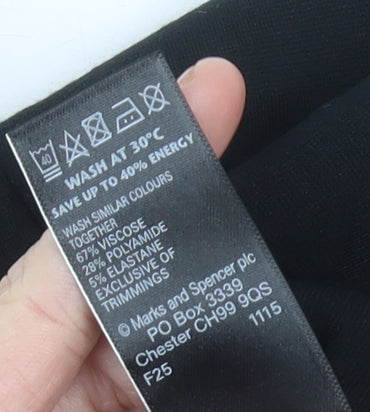 40
WASH AT 30°C
SAVE UP TO 40% ENERGY
WASH SIMILAR COLOURS
TOGETHER
67% VISCOSE
28% POLYAMIDE
5% ELASTANE
EXCLUSIVE OF
TRIMMINGS
© Marks and Spencer plc
PO Box 3339
Chester CH99 9QS
1115
F25